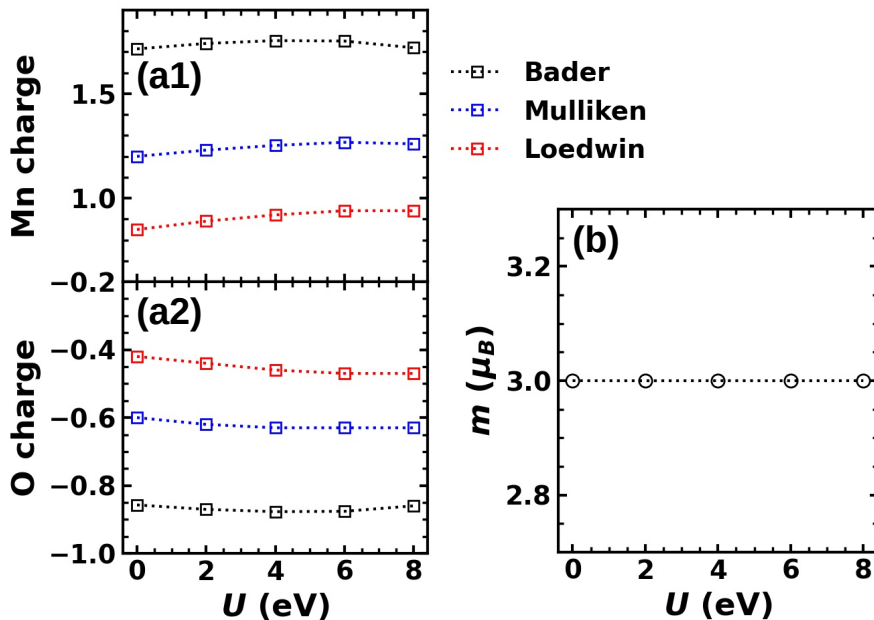 (a1)
Mn charge
1.5
1.0
−0.2
(a2)
O charge
−0.4
−0.6
−0.8
−1.0
0 2 4 6 8
U (eV)
Bader
Mulliken
Loedwin
(b)
m (μB)
3.2
3.0
2.8
0 2 4 6 8
U (eV)